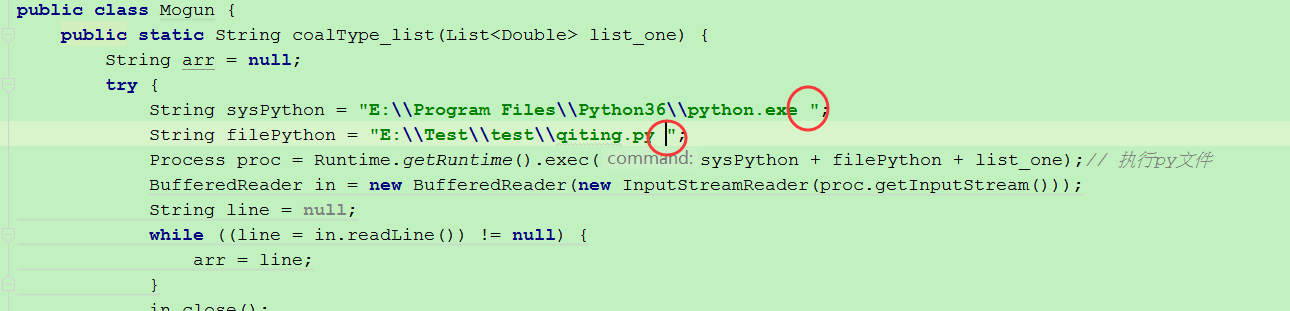 public class Mogun {
    public static String coalType_list(List<Double> list_one) {
        String arr = null;
        try {
            String sysPython = "E:\\Program Files\\Python36\\python.exe ";
            String filePython = "E:\\Test\\test\\qiting.py ";
            Process proc = Runtime.getRuntime().exec( command: sysPython + filePython + list_one);// 执行py文件
            BufferedReader in = new BufferedReader(new InputStreamReader(proc.getInputStream()));
            String line = null;
            while ((line = in.readLine()) != null) {
                arr = line;
            }
            in.close();